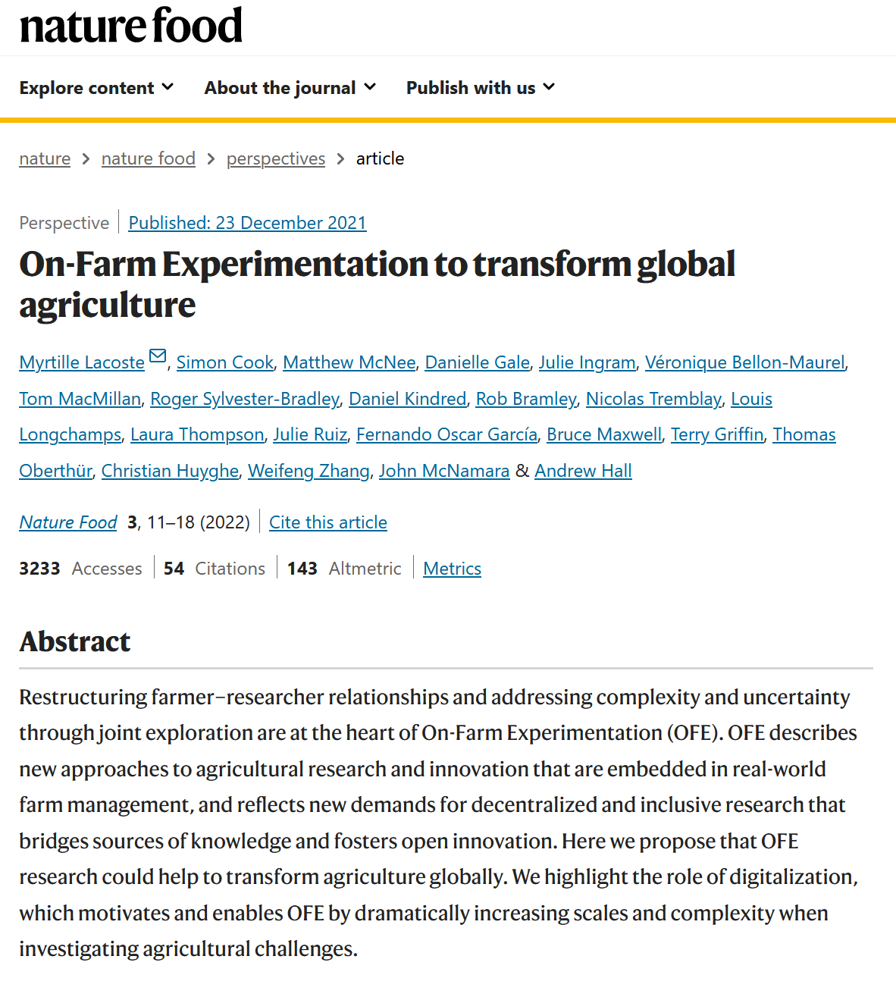 nature food
Explore content About the journal Publish with us
nature > nature food > perspectives > article
Perspective | Published: 23 December 2021
On-Farm Experimentation to transform global
agriculture
Myrtille Lacoste, Simon Cook, Matthew McNee, Danielle Gale, Julie Ingram, Véronique Bellon-Maurel,
Tom MacMillan, Roger Sylvester-Bradley, Daniel Kindred, Rob Bramley, Nicolas Tremblay, Louis
Longchamps, Laura Thompson, Julie Ruiz, Fernando Oscar García, Bruce Maxwell, Terry Griffin, Thomas
Oberthür, Christian Huyghe, Weifeng Zhang, John McNamara & Andrew Hall
Nature Food 3, 11–18 (2022) | Cite this article
3233 Accesses | 54 Citations | 143 Altmetric | Metrics
Abstract
Restructuring farmer–researcher relationships and addressing complexity and uncertainty
through joint exploration are at the heart of On-Farm Experimentation (OFE). OFE describes
new approaches to agricultural research and innovation that are embedded in real-world
farm management, and reflects new demands for decentralized and inclusive research that
bridges sources of knowledge and fosters open innovation. Here we propose that OFE
research could help to transform agriculture globally. We highlight the role of digitalization,
which motivates and enables OFE by dramatically increasing scales and complexity when
investigating agricultural challenges.